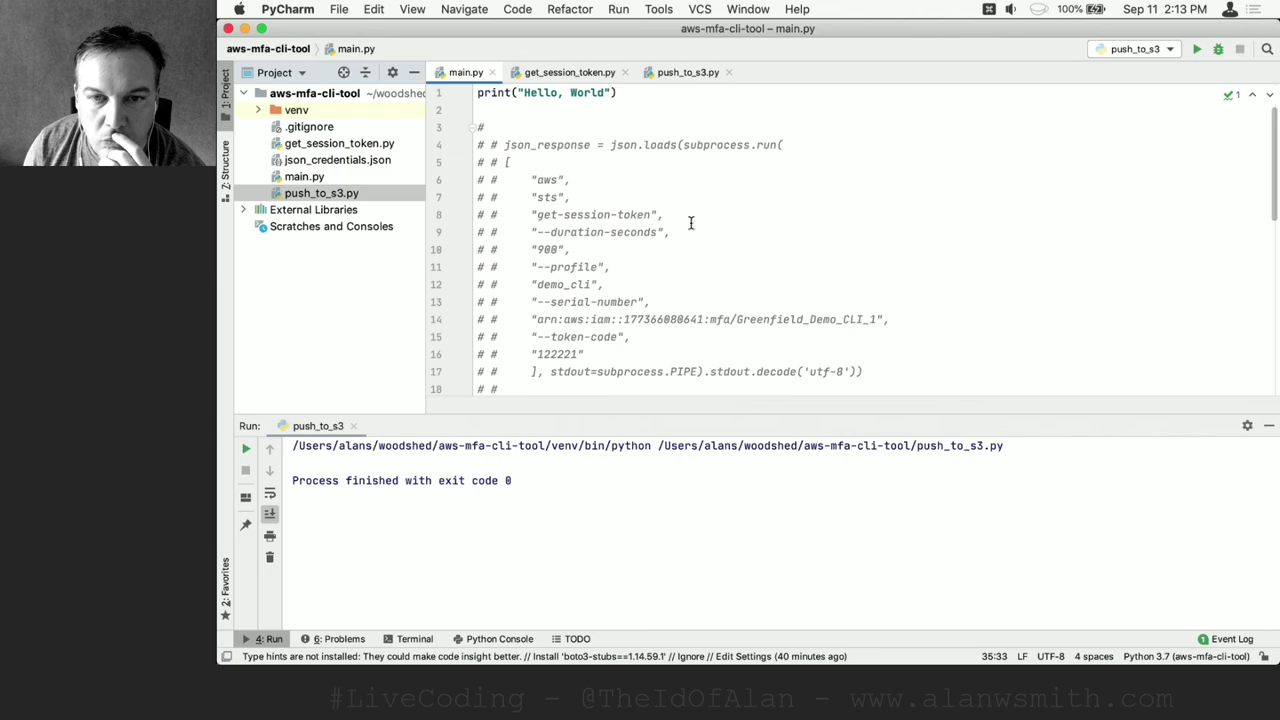 PyCharm File Edit View Navigate Code Refactor Run Tools VCS Window Help 100% Sep 11 2:13 PM
aws-mfa-cli-tool – main.py
aws-mfa-cli-tool main.py push_to_s3
1: Project
Z: Structure
2: Favorites
Project
main.py get_session_token.py push_to_s3.py
aws-mfa-cli-tool ~/woodshed
venv
.gitignore
get_session_token.py
json_credentials.json
main.py
push_to_s3.py
External Libraries
Scratches and Consoles
1 print("Hello, World")
2
3 #
4 # # json_response = json.loads(subprocess.run(
5 # # [
6 # #     "aws",
7 # #     "sts",
8 # #     "get-session-token",
9 # #     "--duration-seconds",
10 # #     "900",
11 # #     "--profile",
12 # #     "demo_cli",
13 # #     "--serial-number",
14 # #     "arn:aws:iam::177366080641:mfa/Greenfield_Demo_CLI_1",
15 # #     "--token-code",
16 # #     "122221"
17 # #     ], stdout=subprocess.PIPE).stdout.decode('utf-8'))
18 # #
1
Run: push_to_s3
/Users/alans/woodshed/aws-mfa-cli-tool/venv/bin/python /Users/alans/woodshed/aws-mfa-cli-tool/push_to_s3.py
Process finished with exit code 0
4: Run 6: Problems Terminal Python Console TODO 1 Event Log
Type hints are not installed: They could make code insight better. // Install 'boto3-stubs==1.14.59.1' // Ignore // Edit Settings (40 minutes ago) 35:33 LF UTF-8 4 spaces Python 3.7 (aws-mfa-cli-tool)
#LiveCoding - @TheIdOfAlan - www.alanwsmith.com